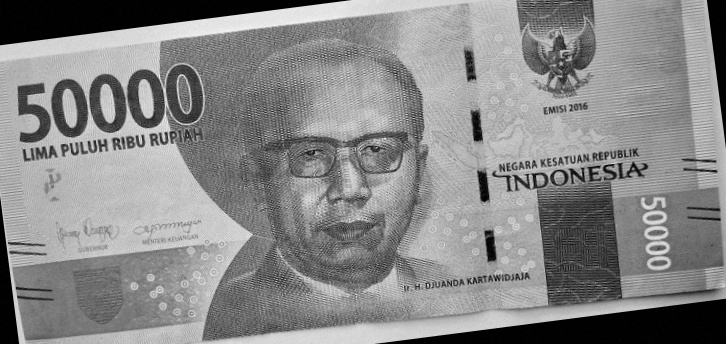 50000
LIMA PULUH RIBU RUPIAH
GUBERNUR
MENTERI KEUANGAN
EMISI 2016
NEGARA KESATUAN REPUBLIK
INDONESIA
50000
Ir. H. DJUANDA KARTAWIDJAJA